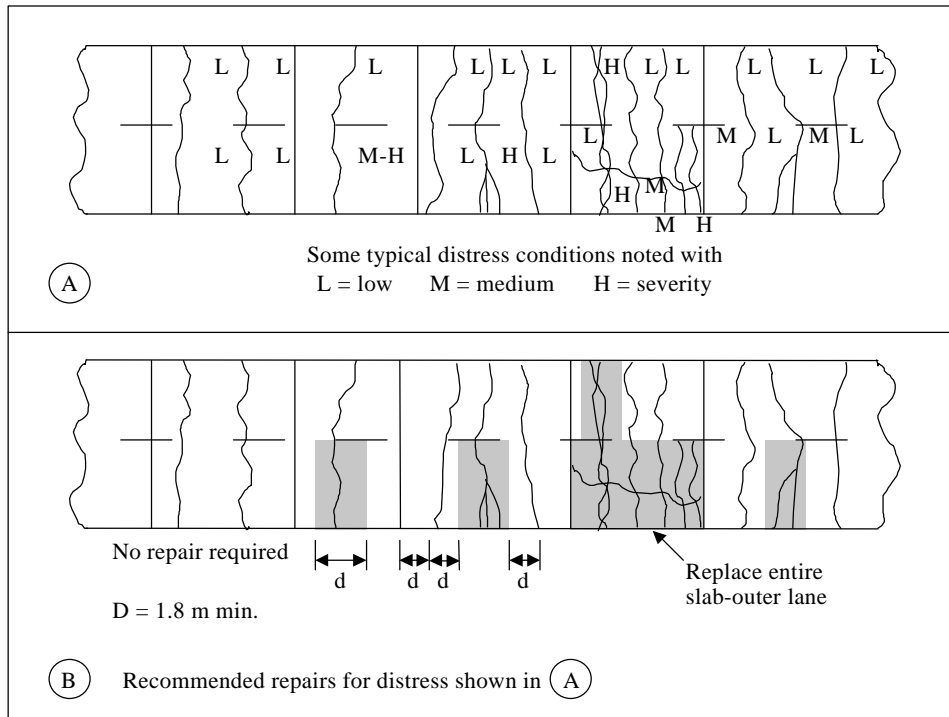 L L L L L L H L L L L L
L L M-H L H L L M L M L
H M
M H
Some typical distress conditions noted with
L = low M = medium H = severity
A
No repair required
d d d d
Replace entire
slab-outer lane
D = 1.8 m min.
B Recommended repairs for distress shown in A